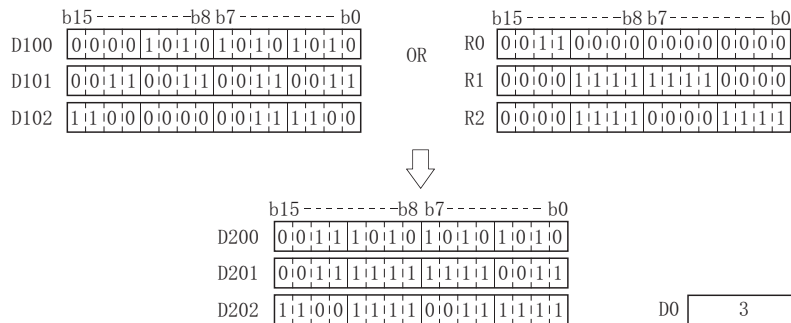 b15----------b8 b7----------b0 b15----------b8 b7----------b0
D100 0 0 0 0 1 0 1 0 1 0 1 0 1 0 1 0 OR R0 0 0 1 1 0 0 0 0 0 0 0 0 0 0 0 0
D101 0 0 1 1 0 0 1 1 0 0 1 1 0 0 1 1 R1 0 0 0 0 1 1 1 1 1 1 1 1 0 0 0 0
D102 1 1 0 0 0 0 0 0 0 0 1 1 1 1 0 0 R2 0 0 0 0 1 1 1 1 0 0 0 0 1 1 1 1
b15----------b8 b7----------b0
D200 0 0 1 1 1 0 1 0 1 0 1 0 1 0 1 0
D201 0 0 1 1 1 1 1 1 1 1 1 1 0 0 1 1
D202 1 1 0 0 1 1 1 1 0 0 1 1 1 1 1 1 D0 3